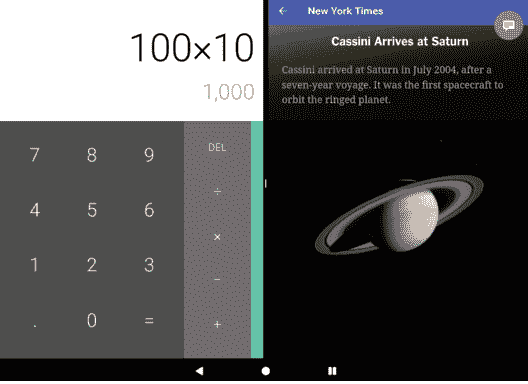 100×10
1,000
7 8 9 DEL
÷
4 5 6
×
1 2 3
−
. 0 = +
New York Times
Cassini Arrives at Saturn
Cassini arrived at Saturn in July 2004, after a
seven-year voyage. It was the first spacecraft to
orbit the ringed planet.